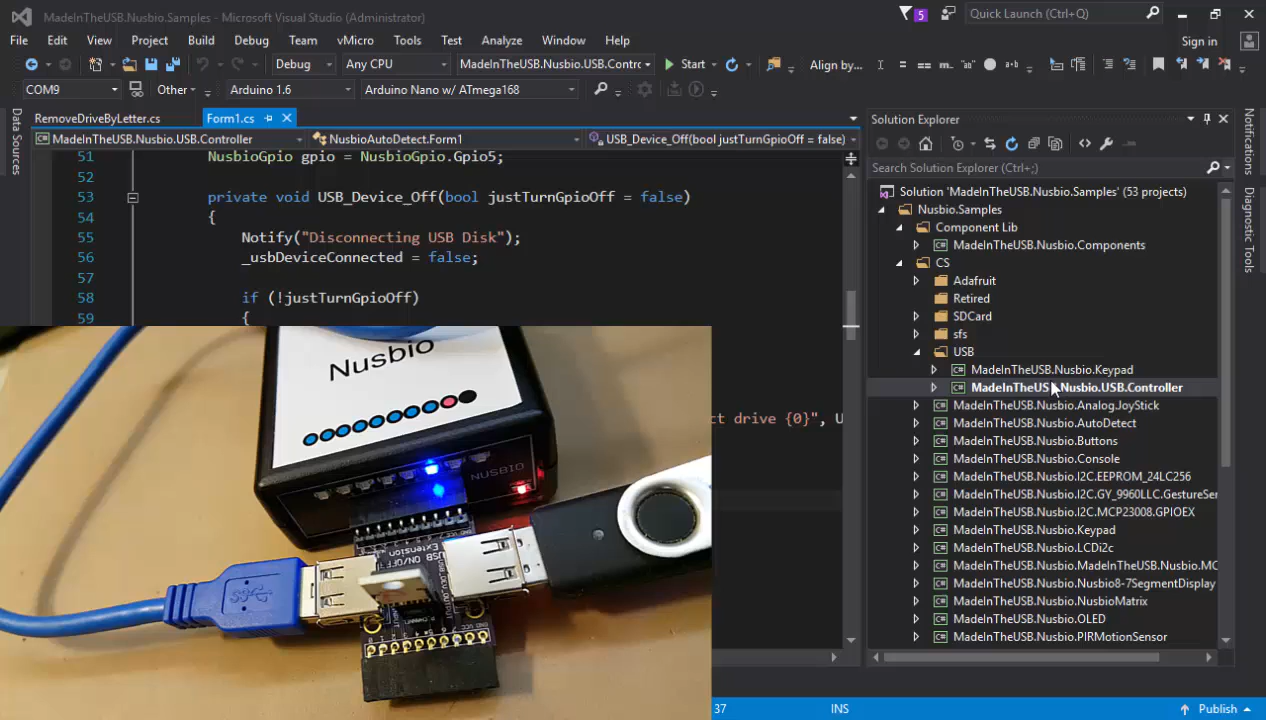 MadeInTheUSB.Nusbio.Samples - Microsoft Visual Studio (Administrator)
5
Quick Launch (Ctrl+Q)
File Edit View Project Build Debug Team vMicro Tools Test Analyze Window Help
Sign in
Debug Any CPU MadeInTheUSB.Nusbio.USB.Contro Start Align by...
COM9 Other Arduino 1.6 Arduino Nano w/ ATmega168
Data Sources
RemoveDriveByLetter.cs Form1.cs
MadeInTheUSB.Nusbio.USB.Controller NusbioAutoDetect.Form1 USB_Device_Off(bool justTurnGpioOff = false)
51 NusbioGpio gpio = NusbioGpio.Gpio5;
52
53 private void USB_Device_Off(bool justTurnGpioOff = false)
54 {
55 Notify("Disconnecting USB Disk");
56 _usbDeviceConnected = false;
57
58 if (!justTurnGpioOff)
59 {
ct drive {0}", U
Nusbio
NUSBIO
USB ON/OFF
Extension
37
INS
Publish
Solution Explorer
Search Solution Explorer (Ctrl+;)
Solution 'MadeInTheUSB.Nusbio.Samples' (53 projects)
Nusbio.Samples
Component Lib
MadeInTheUSB.Nusbio.Components
CS
Adafruit
Retired
SDCard
sfs
USB
MadeInTheUSB.Nusbio.Keypad
MadeInTheUSB.Nusbio.USB.Controller
MadeInTheUSB.Nusbio.AnalogJoyStick
MadeInTheUSB.Nusbio.AutoDetect
MadeInTheUSB.Nusbio.Buttons
MadeInTheUSB.Nusbio.Console
MadeInTheUSB.Nusbio.I2C.EEPROM_24LC256
MadeInTheUSB.Nusbio.I2C.GY_9960LLC.GestureSer
MadeInTheUSB.Nusbio.I2C.MCP23008.GPIOEX
MadeInTheUSB.Nusbio.Keypad
MadeInTheUSB.Nusbio.LCDi2c
MadeInTheUSB.Nusbio.MadeInTheUSB.Nusbio.MC
MadeInTheUSB.Nusbio.Nusbio8-7SegmentDisplay
MadeInTheUSB.Nusbio.NusbioMatrix
MadeInTheUSB.Nusbio.OLED
MadeInTheUSB.Nusbio.PIRMotionSensor
Notifications
Diagnostic Tools